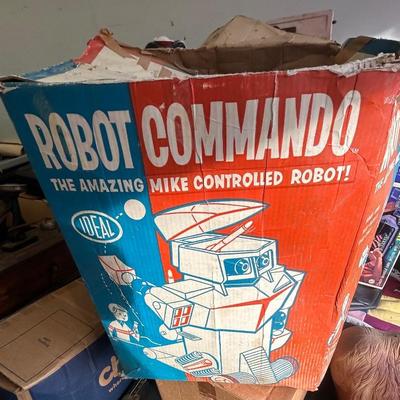 ROBOT COMMANDO
THE AMAZING MIKE CONTROLLED ROBOT!
IDEAL